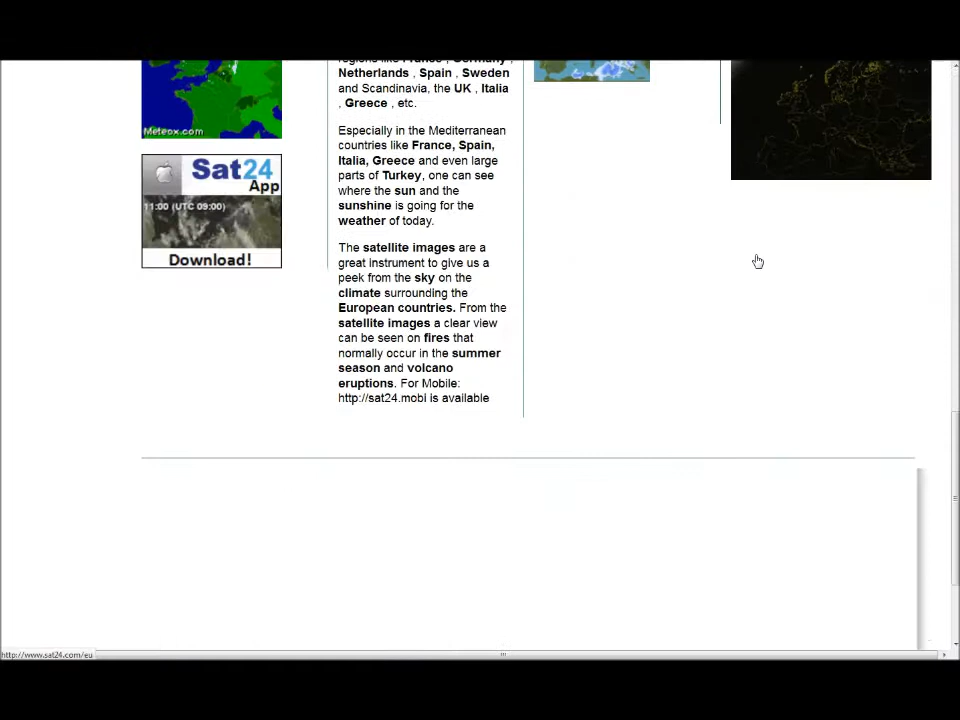 Meteox.com
Sat24
App
11:00 (UTC 09:00)
Download!
regions like France , Germany ,
Netherlands , Spain , Sweden
and Scandinavia, the UK , Italia
, Greece , etc.
Especially in the Mediterranean
countries like France, Spain,
Italia, Greece and even large
parts of Turkey, one can see
where the sun and the
sunshine is going for the
weather of today.
The satellite images are a
great instrument to give us a
peek from the sky on the
climate surrounding the
European countries. From the
satellite images a clear view
can be seen on fires that
normally occur in the summer
season and volcano
eruptions. For Mobile:
http://sat24.mobi is available
http://www.sat24.com/eu